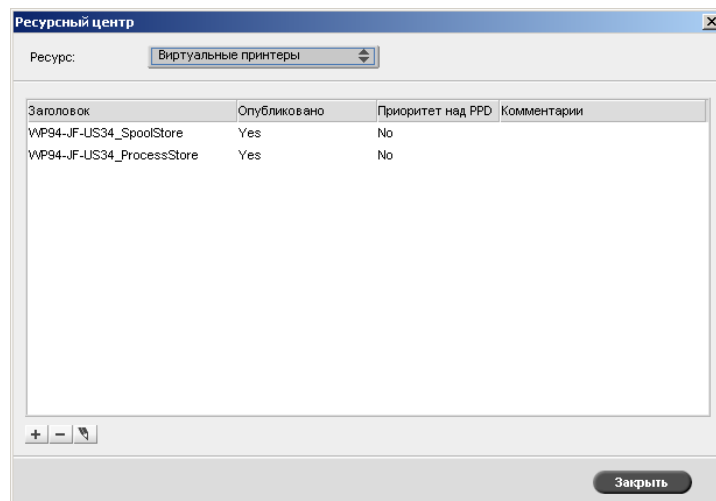 Ресурсный центр
Ресурс: Виртуальные принтеры
Заголовок Опубликовано Приоритет над PPD Комментарии
WP94-JF-US34_SpoolStore Yes No
WP94-JF-US34_ProcessStore Yes No
Закрыть